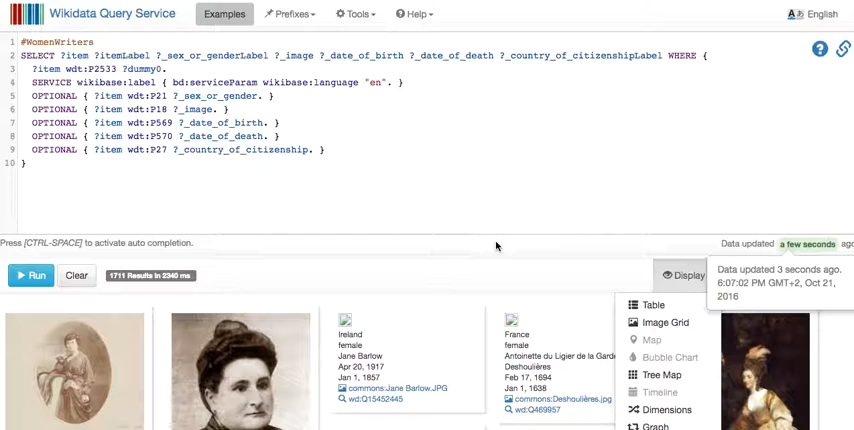 Wikidata Query Service Examples Prefixes Tools Help English
1 #WomenWriters
2 SELECT ?item ?itemLabel ?_sex_or_genderLabel ?_image ?_date_of_birth ?_date_of_death ?_country_of_citizenshipLabel WHERE {
3 ?item wdt:P2533 ?dummy0.
4 SERVICE wikibase:label { bd:serviceParam wikibase:language "en". }
5 OPTIONAL { ?item wdt:P21 ?_sex_or_gender. }
6 OPTIONAL { ?item wdt:P18 ?_image. }
7 OPTIONAL { ?item wdt:P569 ?_date_of_birth. }
8 OPTIONAL { ?item wdt:P570 ?_date_of_death. }
9 OPTIONAL { ?item wdt:P27 ?_country_of_citizenship. }
10 }
Press [CTRL-SPACE] to activate auto completion.
Data updated a few seconds ago
Data updated 3 seconds ago.
6:07:02 PM GMT+2, Oct 21,
2016
Run Clear 1711 Results in 2340 ms Display
Table
Image Grid
Map
Bubble Chart
Tree Map
Timeline
Dimensions
Graph
Ireland
female
Jane Barlow
Apr 20, 1917
Jan 1, 1857
commons:Jane Barlow.JPG
wd:Q15452445
France
female
Antoinette du Ligier de la Garde
Deshoulières
Feb 17, 1694
Jan 1, 1638
commons:Deshoulières.jpg
wd:Q469957